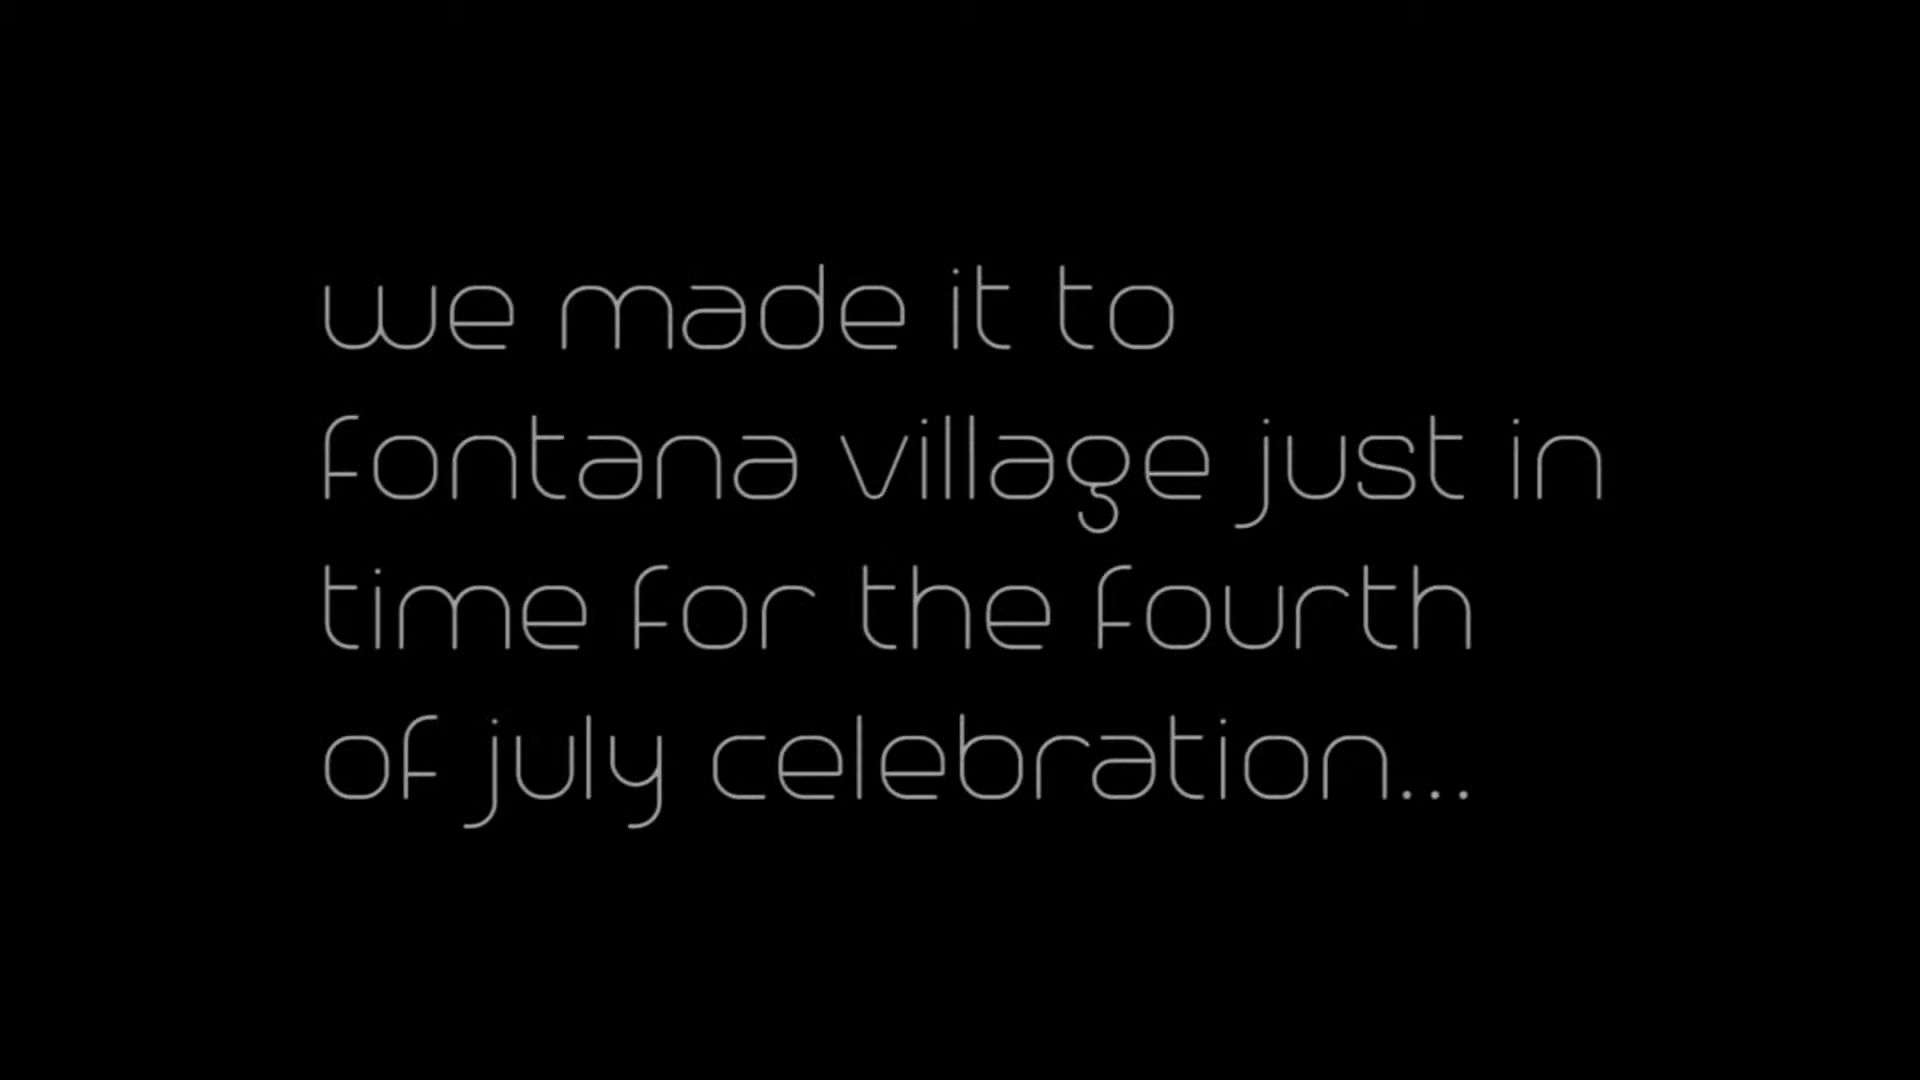 we made it to
fontana village just in
time for the fourth
of july celebration...